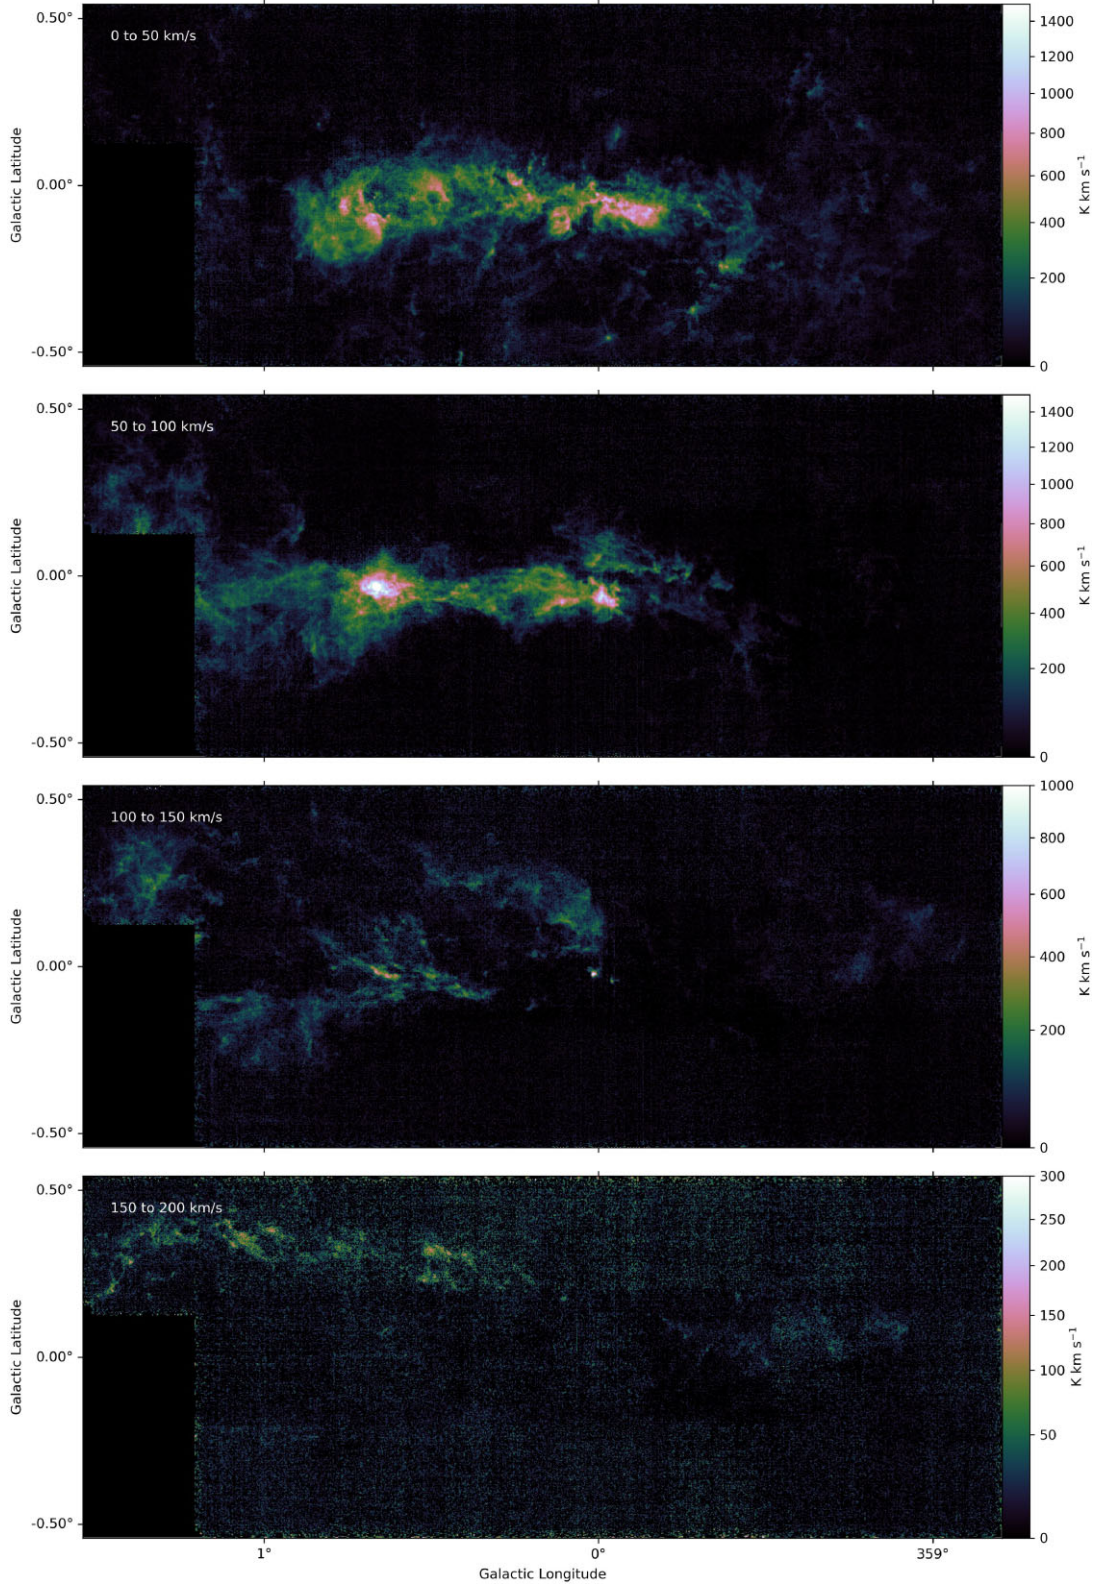 0.50°
0.00°
-0.50°
Galactic Latitude
0 to 50 km/s
1400
1200
1000
800
600
400
200
0
K km s⁻¹
0.50°
0.00°
-0.50°
Galactic Latitude
50 to 100 km/s
1400
1200
1000
800
600
400
200
0
K km s⁻¹
0.50°
0.00°
-0.50°
Galactic Latitude
100 to 150 km/s
1000
800
600
400
200
0
K km s⁻¹
0.50°
0.00°
-0.50°
Galactic Latitude
150 to 200 km/s
300
250
200
150
100
50
0
K km s⁻¹
1° 0° 359°
Galactic Longitude